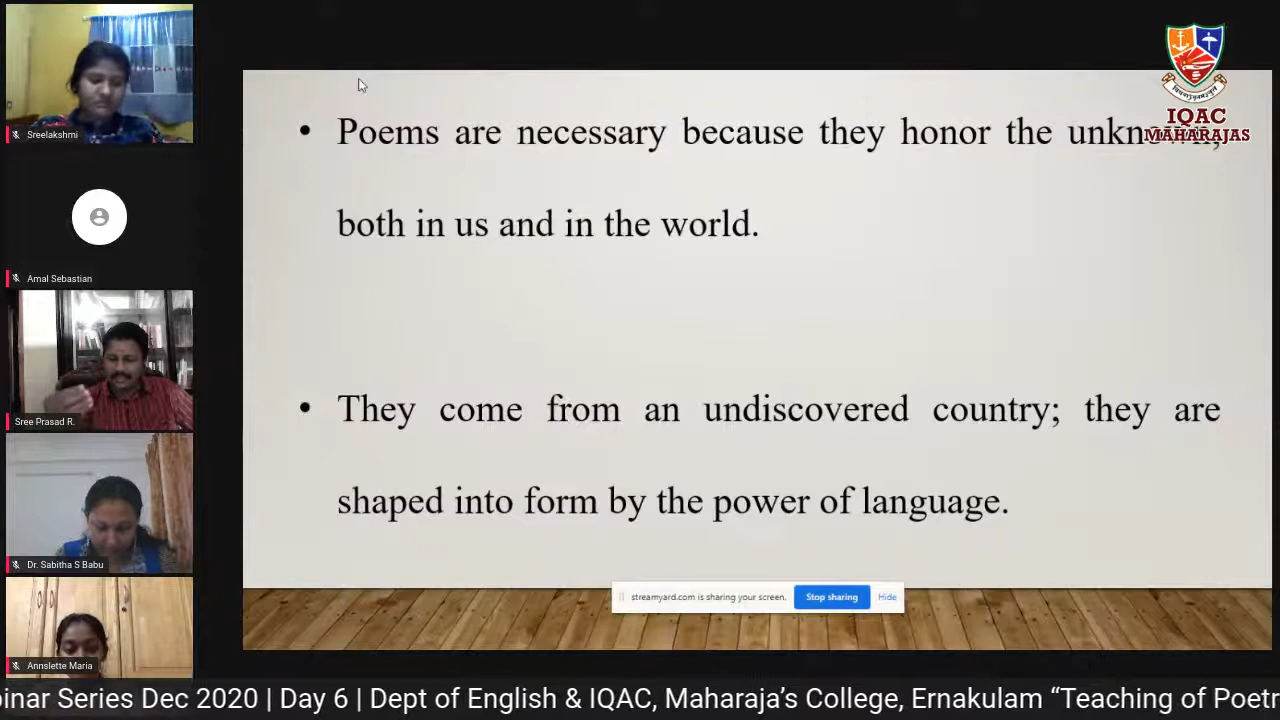 Sreelakshmi
Amal Sebastian
Sree Prasad R.
Dr. Sabitha S Babu
Annslette Maria
IQAC
MAHARAJAS
• Poems are necessary because they honor the unknown,
both in us and in the world.
• They come from an undiscovered country; they are
shaped into form by the power of language.
streamyard.com is sharing your screen.
Stop sharing
Hide
inar Series Dec 2020 | Day 6 | Dept of English & IQAC, Maharaja’s College, Ernakulam “Teaching of Poetr